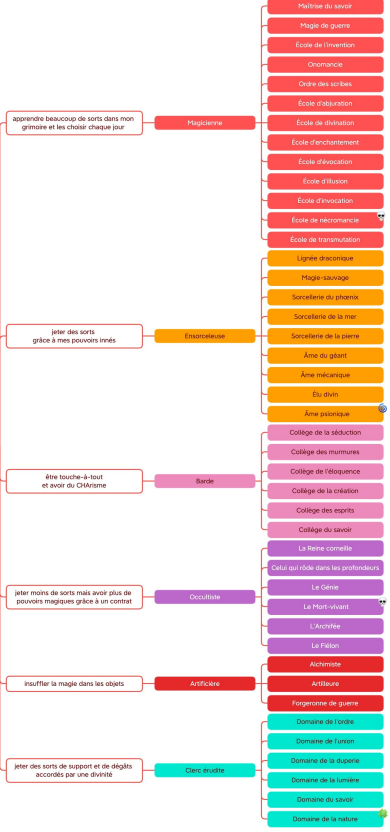 apprendre beaucoup de sorts dans mon
grimoire et les choisir chaque jour
Magicienne
Maîtrise du savoir
Magie de guerre
École de l'invention
Onomancie
Ordre des scribes
École d'abjuration
École de divination
École d'enchantement
École d'évocation
École d'illusion
École d'invocation
École de nécromancie
École de transmutation
jeter des sorts
grâce à mes pouvoirs innés
Ensorceleuse
Lignée draconique
Magie-sauvage
Sorcellerie du phœnix
Sorcellerie de la mer
Sorcellerie de la pierre
Âme du géant
Âme mécanique
Élu divin
Âme psionique
être touche-à-tout
et avoir du CHArisme
Barde
Collège de la séduction
Collège des murmures
Collège de l'éloquence
Collège de la création
Collège des esprits
Collège du savoir
jeter moins de sorts mais avoir plus de
pouvoirs magiques grâce à un contrat
Occultiste
La Reine corneille
Celui qui rôde dans les profondeurs
Le Génie
Le Mort-vivant
L'Archifée
Le Fiélon
insuffler la magie dans les objets
Artificière
Alchimiste
Artilleure
Forgeronne de guerre
jeter des sorts de support et de dégâts
accordés par une divinité
Clerc érudite
Domaine de l'ordre
Domaine de l'union
Domaine de la duperie
Domaine de la lumière
Domaine du savoir
Domaine de la nature